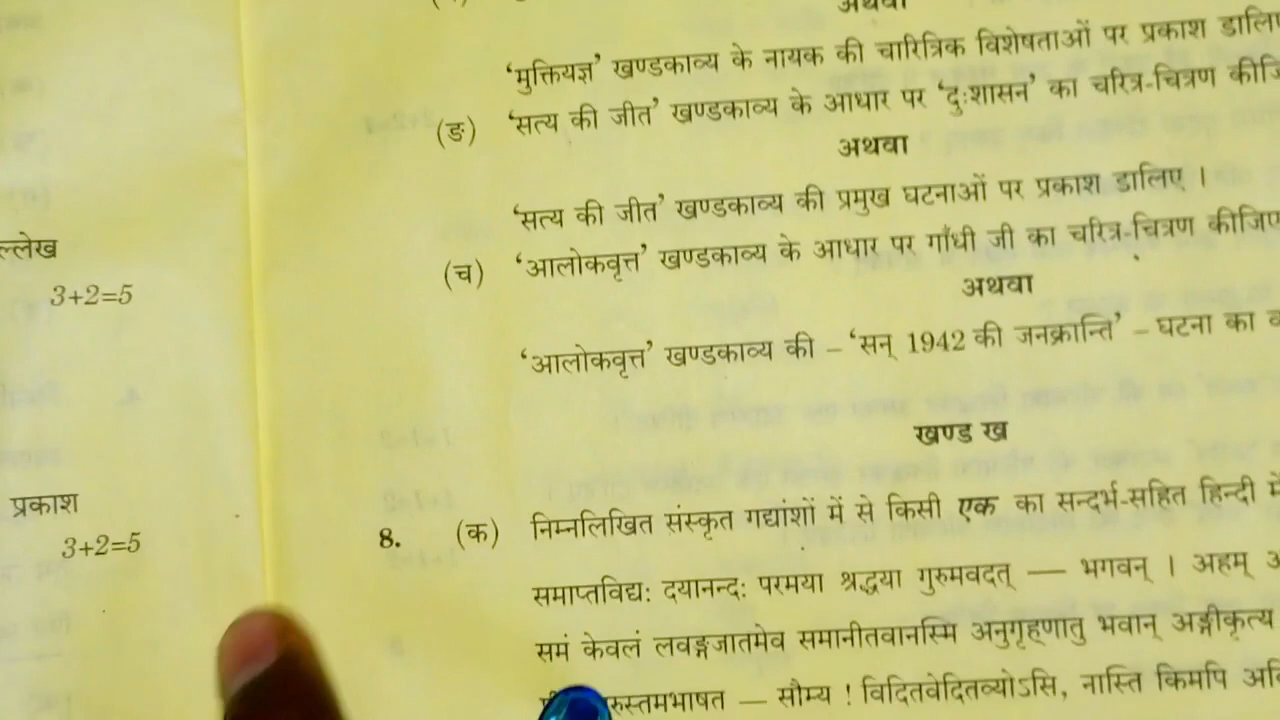 अथवा
'मुक्तियज्ञ' खण्डकाव्य के नायक की चारित्रिक विशेषताओं पर प्रकाश
(ङ) 'सत्य की जीत' खण्डकाव्य के आधार पर 'दुःशासन' का चरित्र-चित्रण
अथवा
'सत्य की जीत' खण्डकाव्य की प्रमुख घटनाओं पर प्रकाश डालिए ।
(च) 'आलोकवृत्त' खण्डकाव्य के आधार पर गाँधी जी का चरित्र-चित्रण
अथवा
'आलोकवृत्त' खण्डकाव्य की – 'सन् 1942 की जनक्रान्ति' – घटना का
खण्ड ख
8. (क) निम्नलिखित संस्कृत गद्यांशों में से किसी एक का सन्दर्भ-सहित हिन्दी में
समाप्तविद्यः दयानन्दः परमया श्रद्धया गुरुमवदत् — भगवन् । अहम्
समं केवलं लवङ्गजातमेव समानीतवानस्मि अनुगृह्णातु भवान् अङ्गीकृत्य
— सौम्य ! विदितवेदितव्योऽसि, नास्ति किमपि
3+2=5
प्रकाश
3+2=5